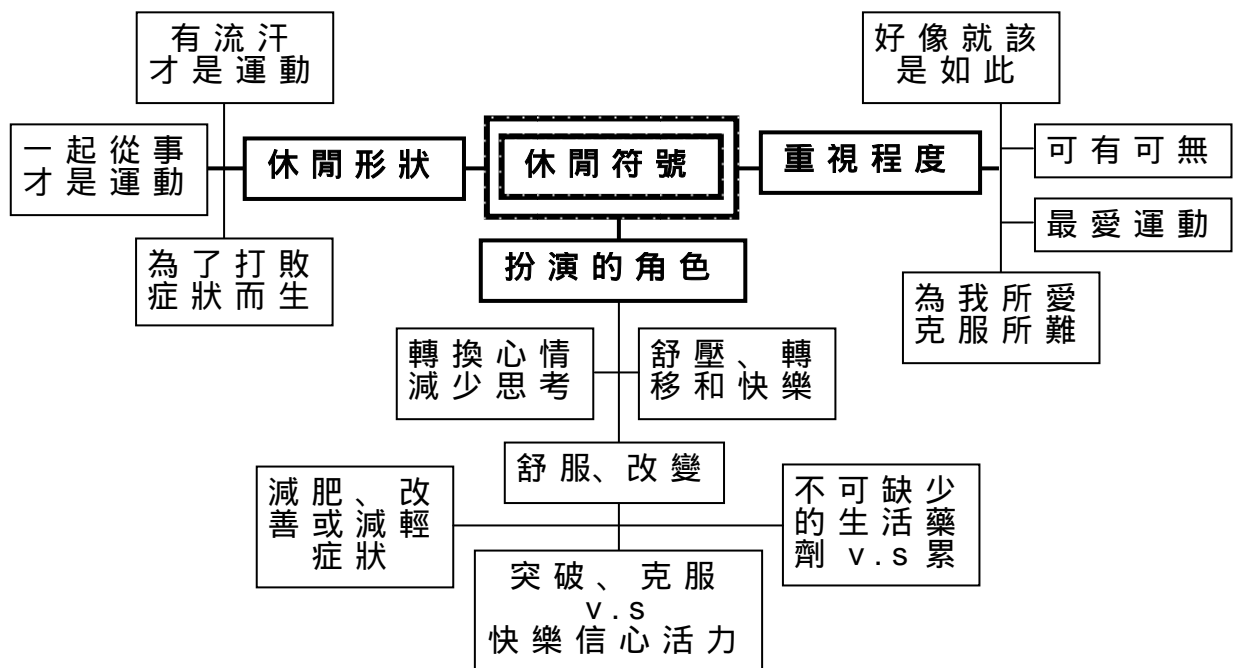 有流汗
才是運動
好像就該
是如此
一起從事
才是運動
休閒形狀
休閒符號
重視程度
可有可無
最愛運動
為了打敗
症狀而生
扮演的角色
為我所愛
克服所難
轉換心情
減少思考
舒壓、轉
移和快樂
舒服、改變
減肥、改
善或減輕
症狀
不可缺少
的生活藥
劑 v.s累
突破、克服
v.s
快樂信心活力